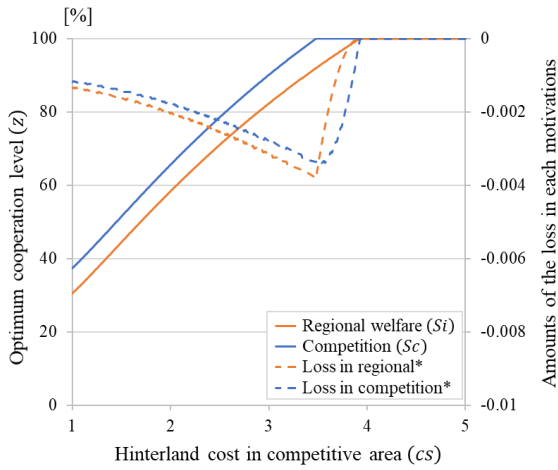 [%]
Optimum cooperation level (z)
100
80
60
40
20
0
0
-0.002
-0.004
-0.006
-0.008
-0.01
Amounts of the loss in each motivations
Regional welfare (Si)
Competition (Sc)
Loss in regional*
Loss in competition*
1 2 3 4 5
Hinterland cost in competitive area (cs)